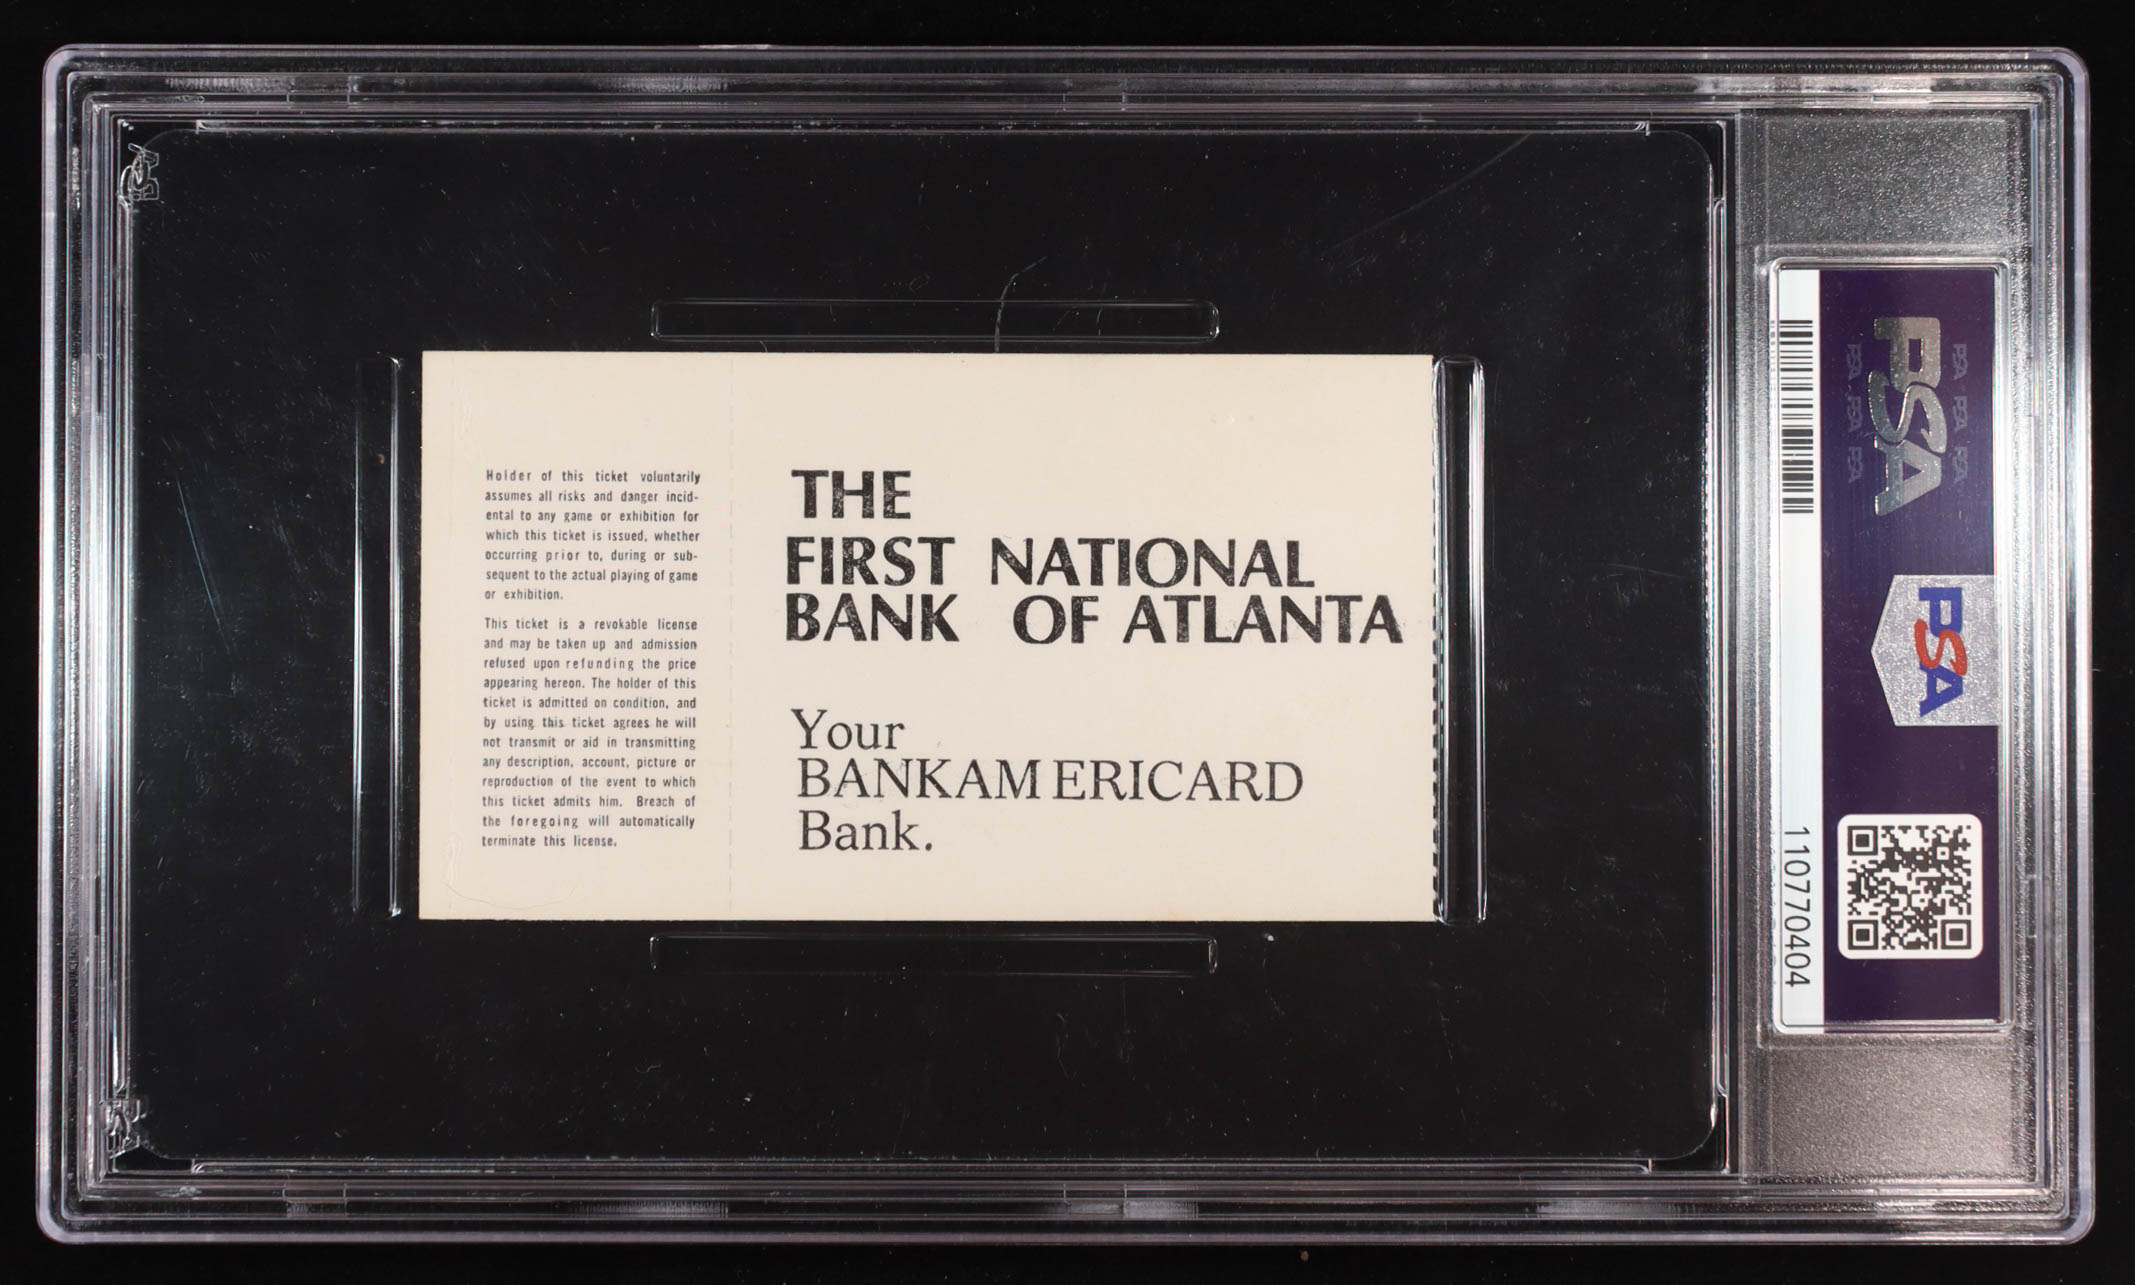 Holder of this ticket voluntarily
assumes all risks and danger incid-
ental to any game or exhibition for
which this ticket is issued, whether
occurring prior to, during or sub-
sequent to the actual playing of game
or exhibition.
This ticket is a revokable license
and may be taken up and admission
refused upon refunding the price
appearing hereon. The holder of this
ticket is admitted on condition, and
by using this ticket agrees he will
not transmit or aid in transmitting
any description, account, picture or
reproduction of the event to which
this ticket admits him. Breach of
the foregoing will automatically
terminate this license.
THE
FIRST NATIONAL
BANK OF ATLANTA
Your
BANKAMERICARD
Bank.
PSA
PSA PSA PSA
PSA PSA PSA
PSA
110770404